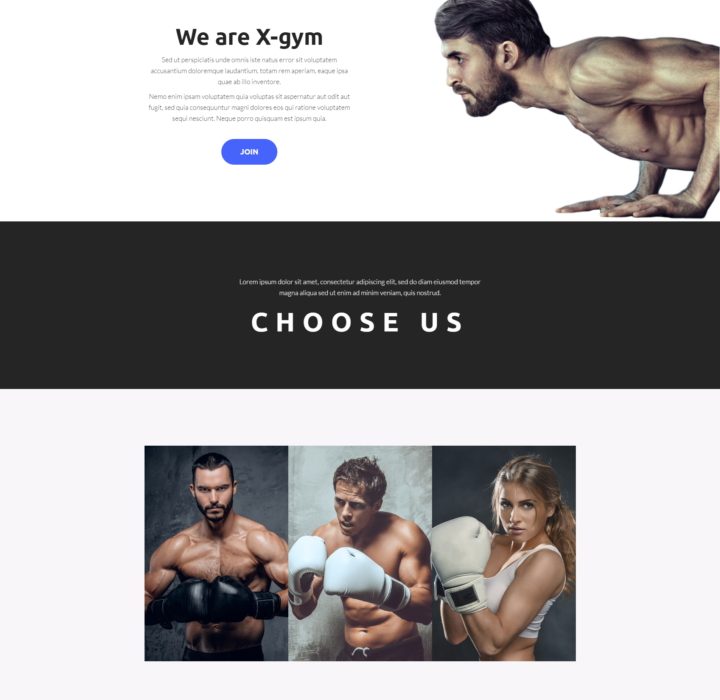 We are X-gym
Sed ut perspiciatis unde omnis iste natus error sit voluptatem
accusantium doloremque laudantium, totam rem aperiam, eaque ipsa
quae ab illo inventore.
Nemo enim ipsam voluptatem quia voluptas sit aspernatur aut odit aut
fugit, sed quia consequuntur magni dolores eos qui ratione voluptatem
sequi nesciunt. Neque porro quisquam est ipsum quia.
JOIN
Lorem ipsum dolor sit amet, consectetur adipiscing elit, sed do diam eiusmod tempor
magna aliqua sed ut enim ad minim veniam, quis nostrud.
CHOOSE US